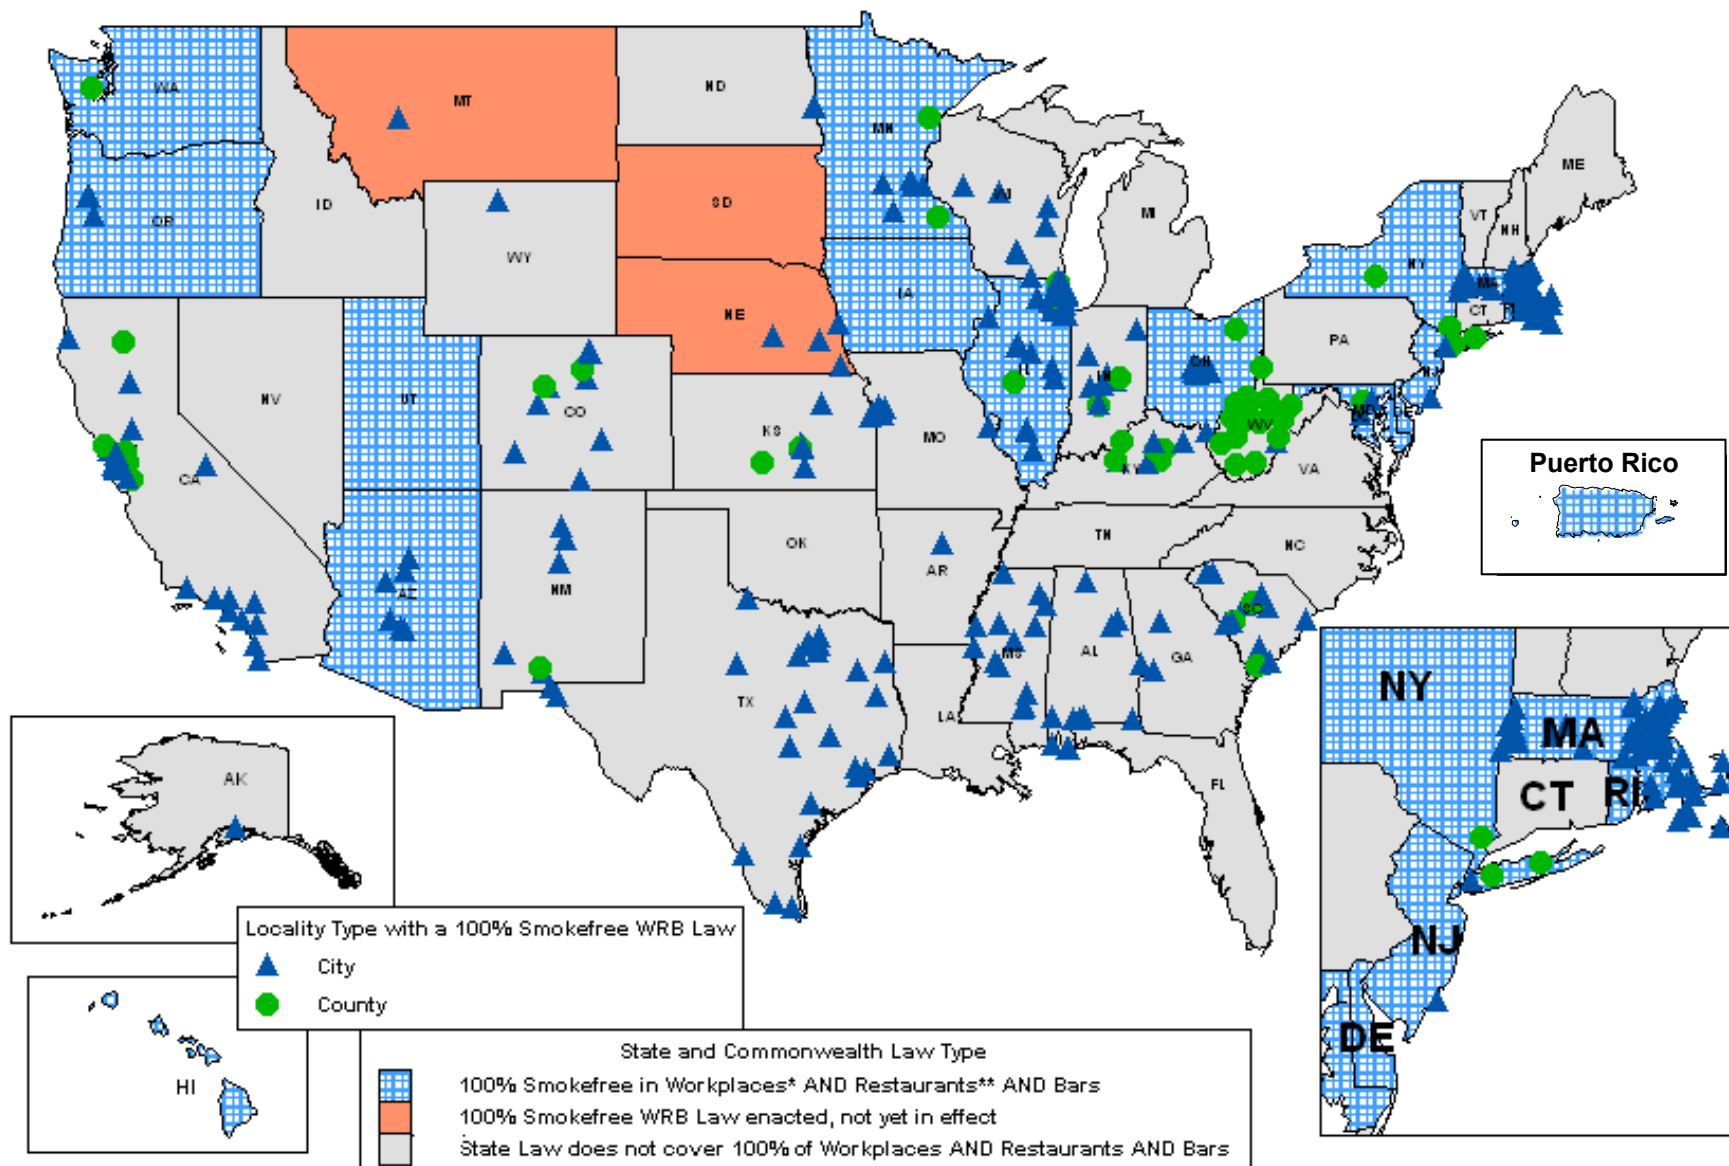 WA
MT
ND
MN
ME
OR
ID
SD
WI
MI
VT
NH
NY
WY
IA
MA
NE
CT
PA
NV
UT
CO
IL
IN
OH
NJ
KS
MO
MD
DE
WV
KY
VA
CA
Puerto Rico
AZ
NM
OK
AR
TN
NC
SC
TX
MS
AL
GA
LA
FL
AK
HI
NY
MA
CT
RI
NJ
DE
Locality Type with a 100% Smokefree WRB Law
City
County
State and Commonwealth Law Type
100% Smokefree in Workplaces* AND Restaurants** AND Bars
100% Smokefree WRB Law enacted, not yet in effect
State Law does not cover 100% of Workplaces AND Restaurants AND Bars